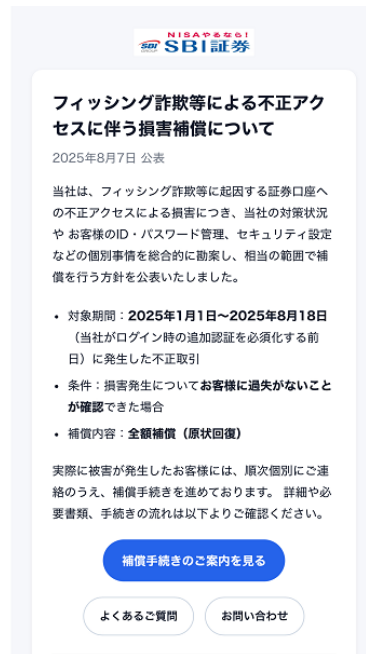 NISAやるなら!
SBI SBI証券
フィッシング詐欺等による不正アク
セスに伴う損害補償について
2025年8月7日 公表
当社は、フィッシング詐欺等に起因する証券口座へ
の不正アクセスによる損害につき、当社の対策状況
や お客様のID・パスワード管理、セキュリティ設定
などの個別事情を総合的に勘案し、相当の範囲で補
償を行う方針を公表いたしました。
• 対象期間：2025年1月1日〜2025年8月18日
（当社がログイン時の追加認証を必須化する前
日）に発生した不正取引
• 条件：損害発生についてお客様に過失がないこと
が確認できた場合
• 補償内容：全額補償（原状回復）
実際に被害が発生したお客様には、順次個別にご連
絡のうえ、補償手続きを進めております。 詳細や必
要書類、手続きの流れは以下よりご確認ください。
補償手続きのご案内を見る
よくあるご質問 お問い合わせ